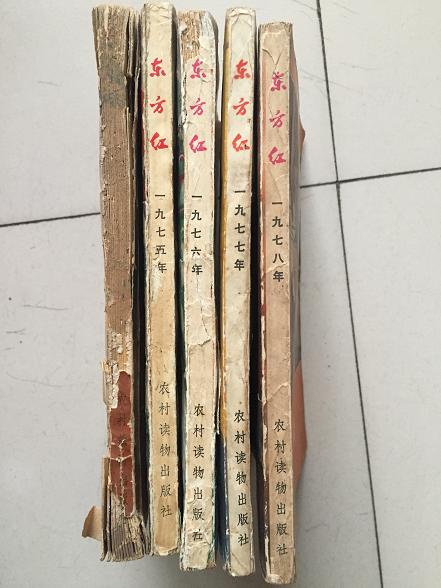 东方红
一九七五年
农村读物出版社
东方红
一九七六年
农村读物出版社
东方红
一九七七年
农村读物出版社
东方红
一九七八年
农村读物出版社